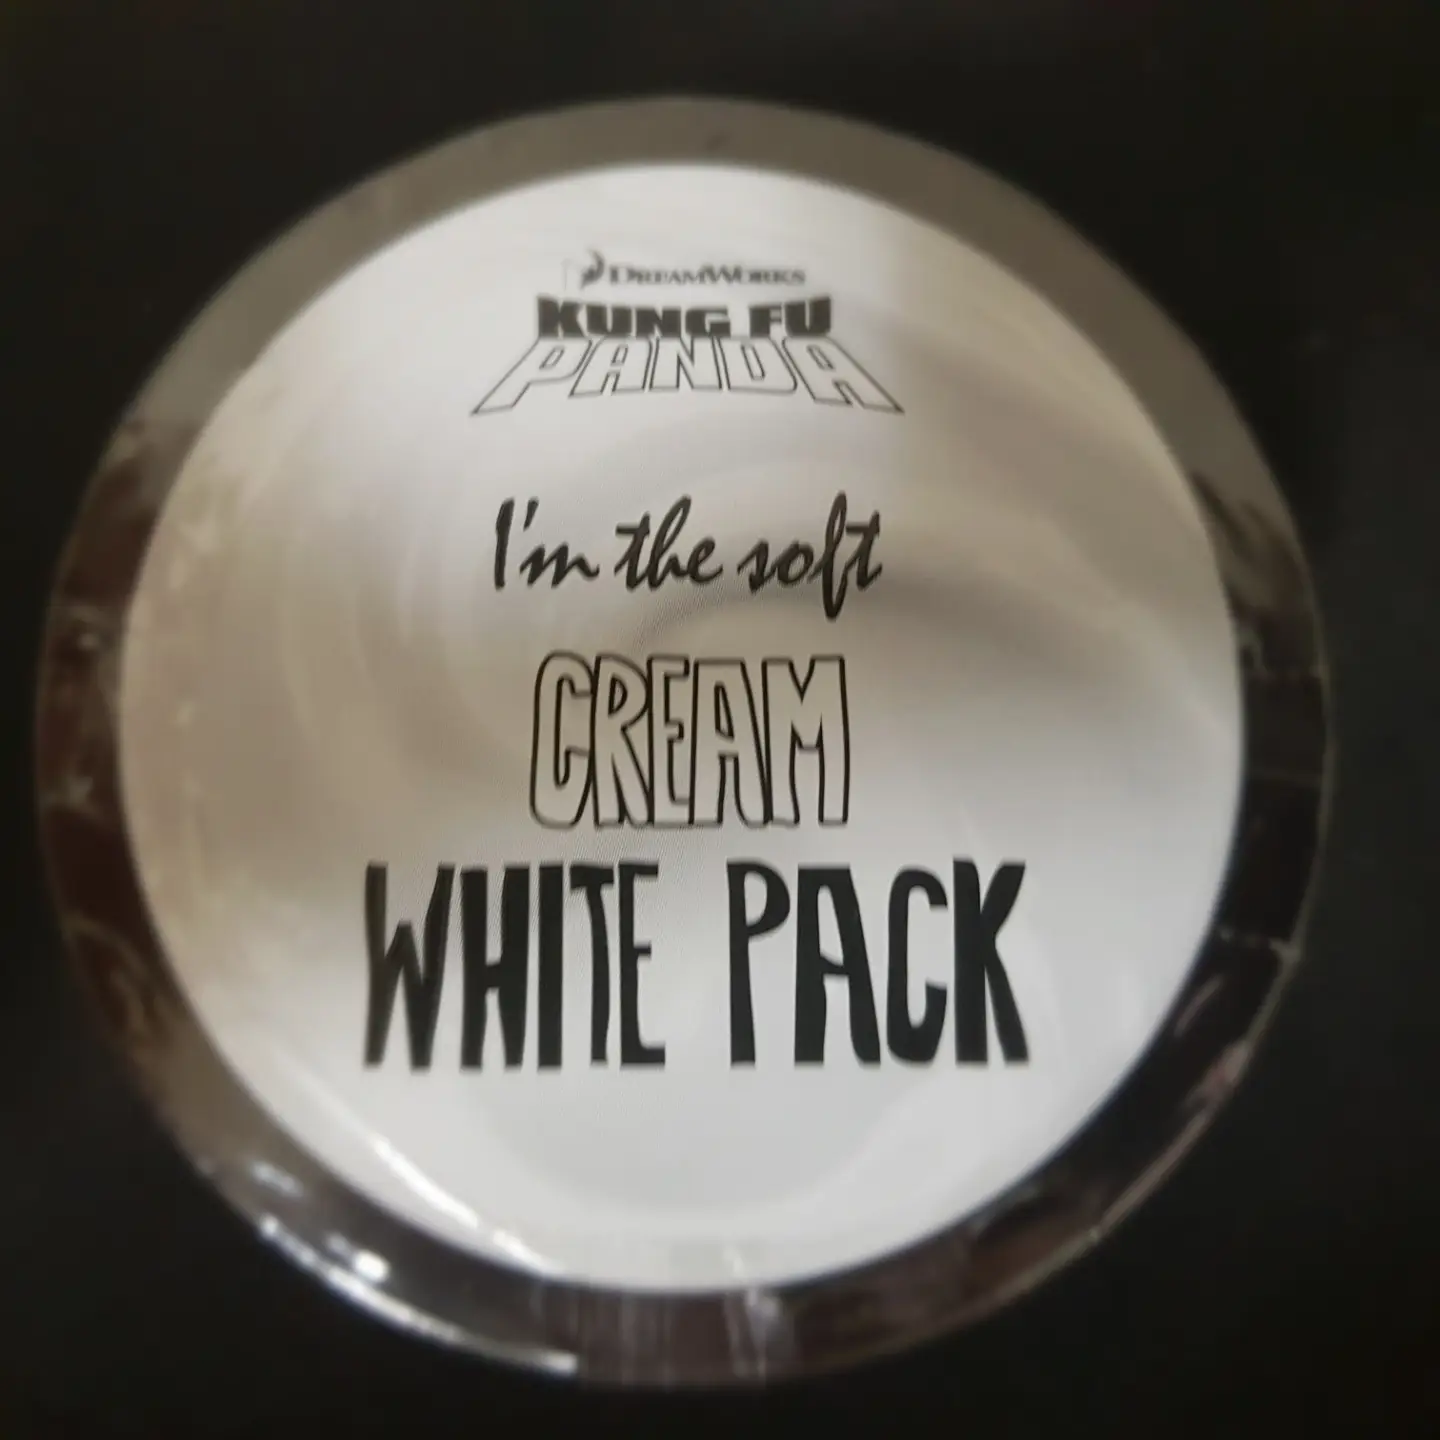 DREAMWORKS
KUNG FU
PANDA
I'm the soft
CREAM
WHITE PACK